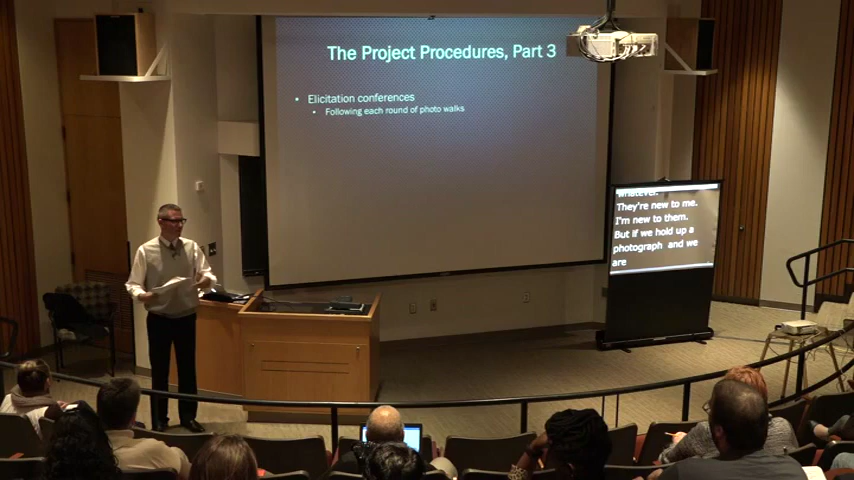 The Project Procedures, Part 3
• Elicitation conferences
• Following each round of photo walks
whatever.
They're new to me.
I'm new to them.
But if we hold up a
photograph and we
are